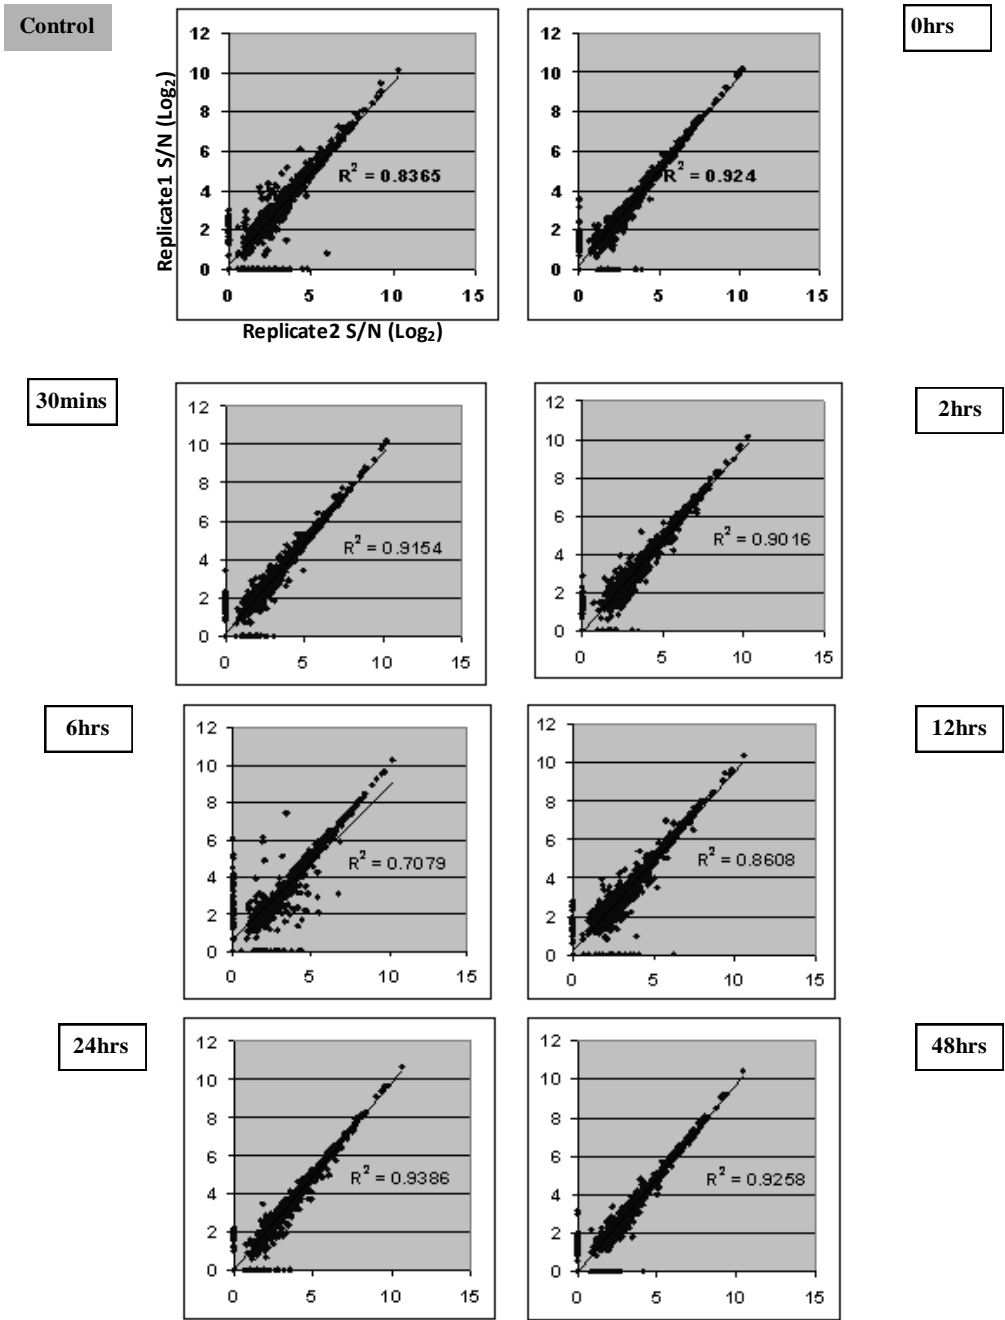 Control
0hrs
12
10
8
6
4
2
0
Replicate1 S/N (Log₂)
R² = 0.8365
0 5 10 15
Replicate2 S/N (Log₂)
12
10
8
6
4
2
0
R² = 0.924
0 5 10 15
30mins
12
10
8
6
4
2
0
R² = 0.9154
0 5 10 15
2hrs
12
10
8
6
4
2
0
R² = 0.9016
0 5 10 15
6hrs
12
10
8
6
4
2
0
R² = 0.7079
0 5 10 15
12hrs
12
10
8
6
4
2
0
R² = 0.8608
0 5 10 15
24hrs
12
10
8
6
4
2
0
R² = 0.9386
0 5 10 15
48hrs
12
10
8
6
4
2
0
R² = 0.9258
0 5 10 15